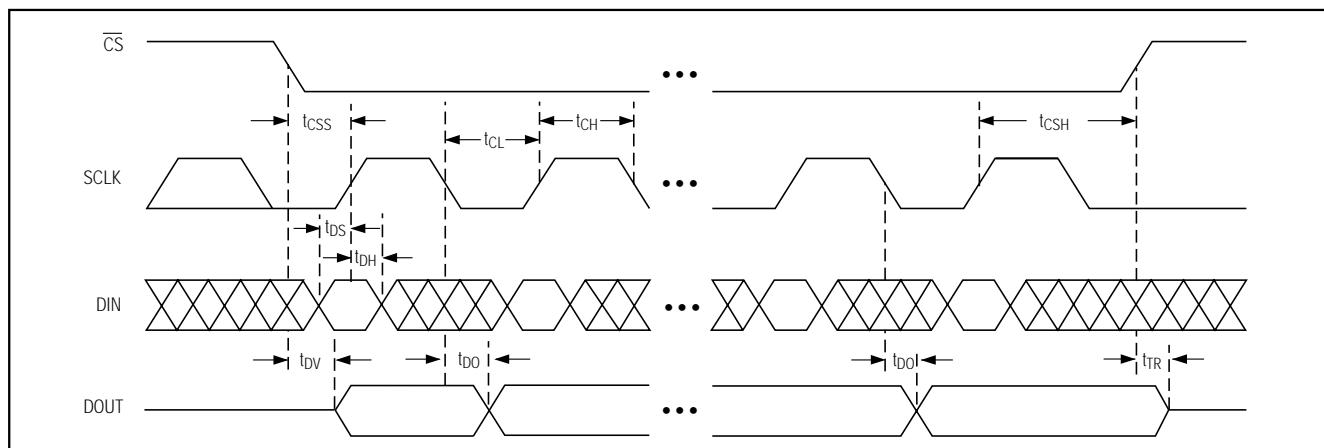 CS
tCSS
tCL
tCH
tCSH
SCLK
tDS
tDH
DIN
tDV
tDO
tDO
tTR
DOUT